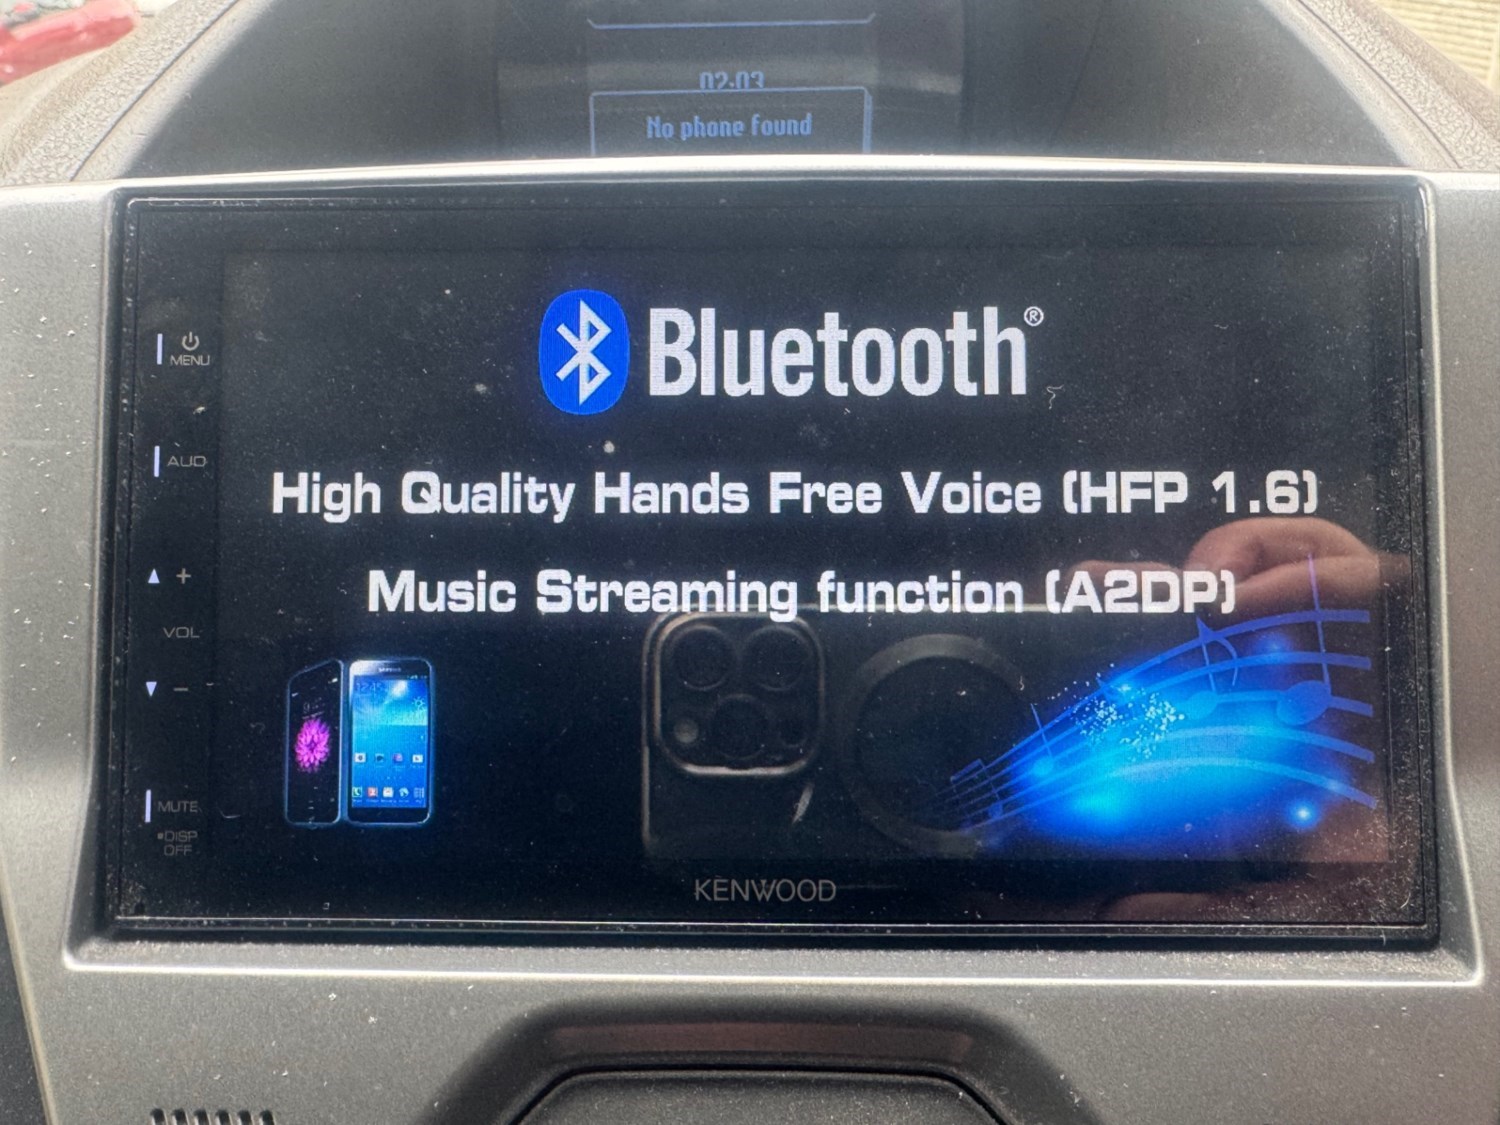 02:03
No phone found
Bluetooth®
High Quality Hands Free Voice (HFP 1.6)
Music Streaming function (A2DP)
MENU
AUD
+
VOL
−
MUTE
DISP
OFF
KENWOOD